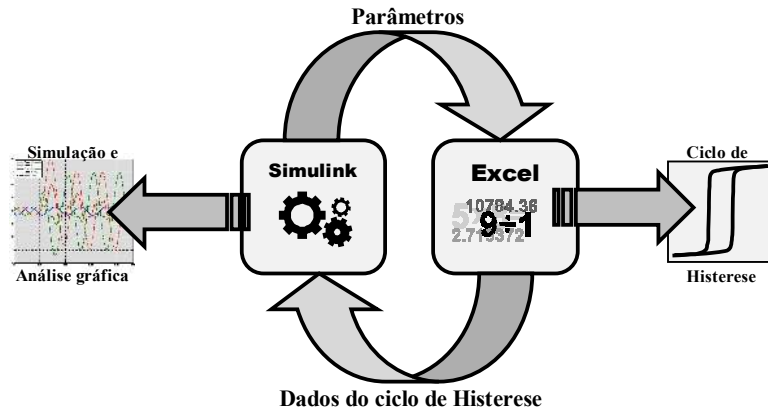 Parâmetros
Simulação e
Simulink
Excel
Ciclo de
10784.36
9÷1
2.715372
Análise gráfica
Histerese
Dados do ciclo de Histerese